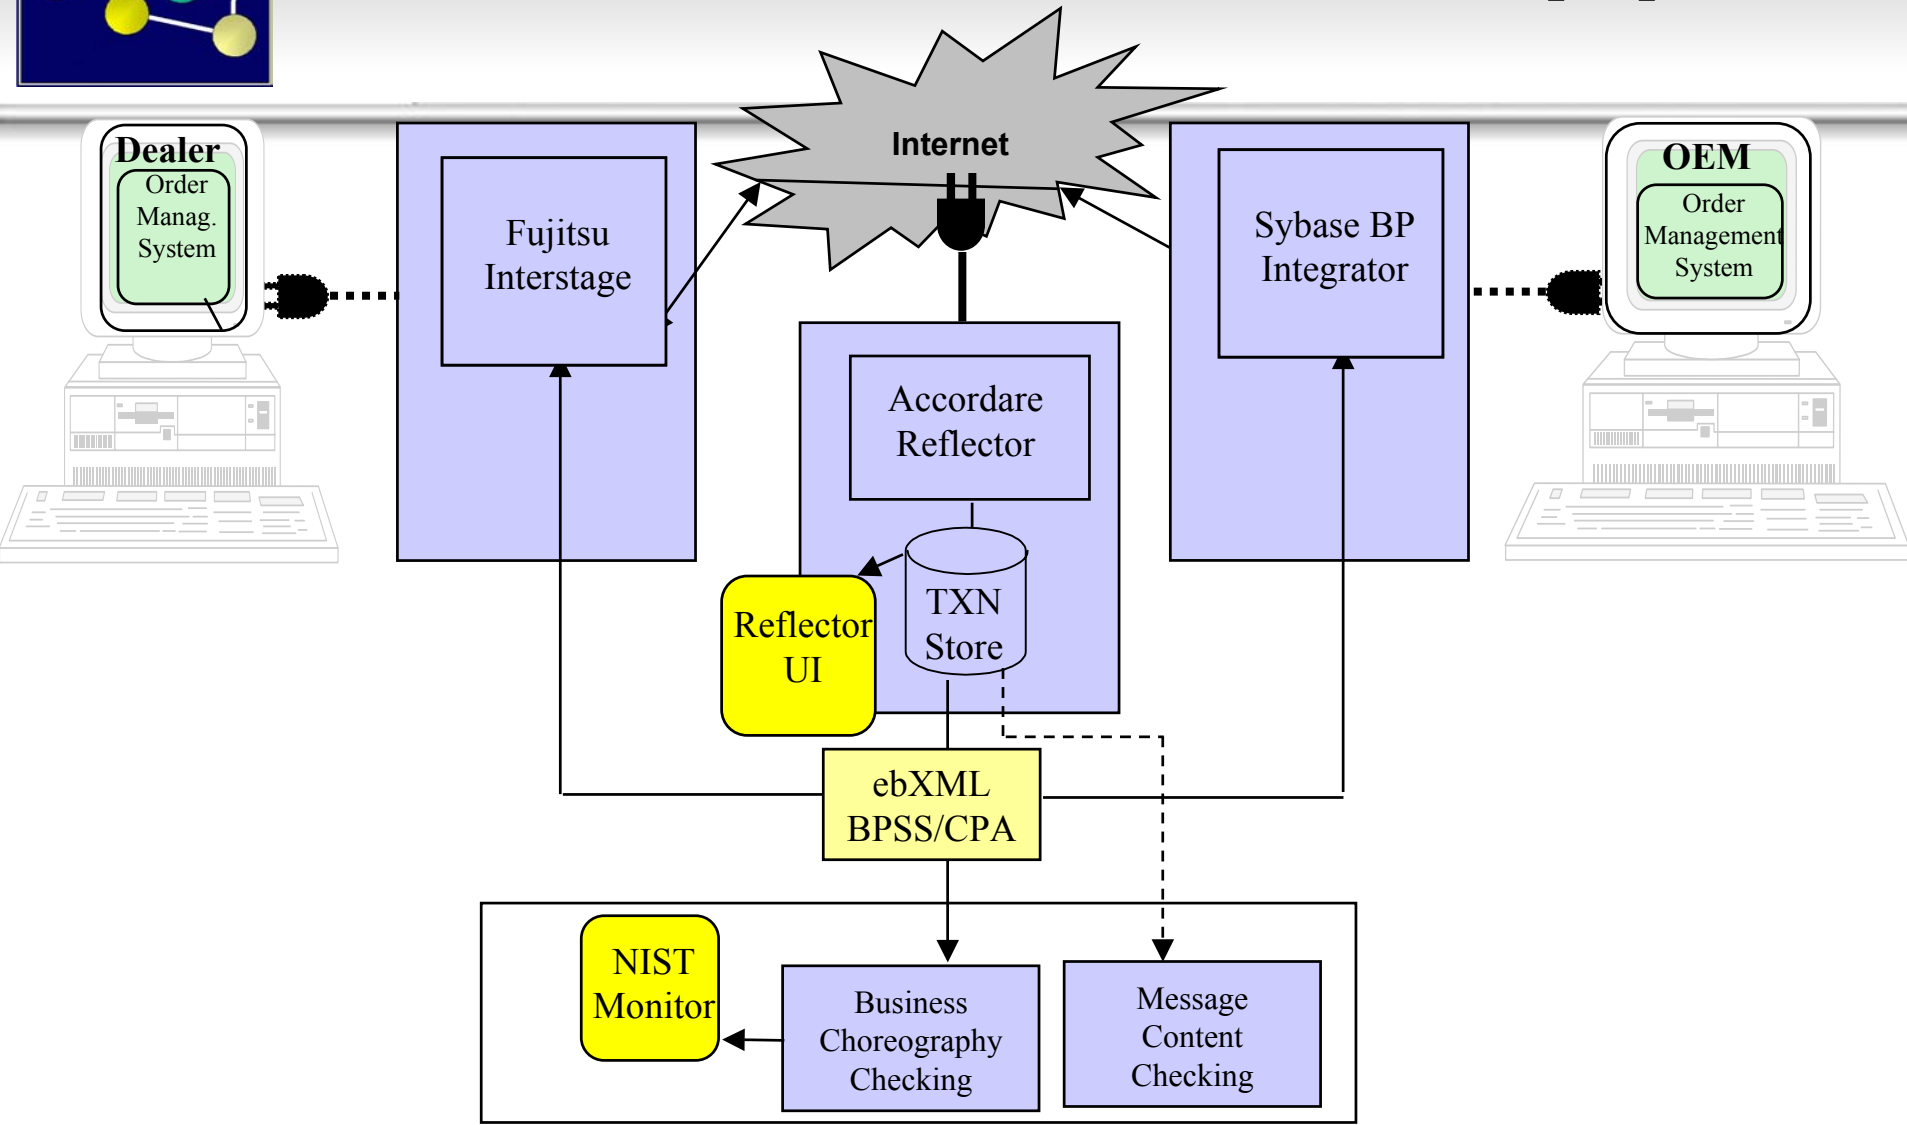 Internet
Dealer
Order
Manag.
System
Fujitsu
Interstage
Sybase BP
Integrator
OEM
Order
Management
System
Accordare
Reflector
TXN
Store
Reflector
UI
ebXML
BPSS/CPA
NIST
Monitor
Business
Choreography
Checking
Message
Content
Checking